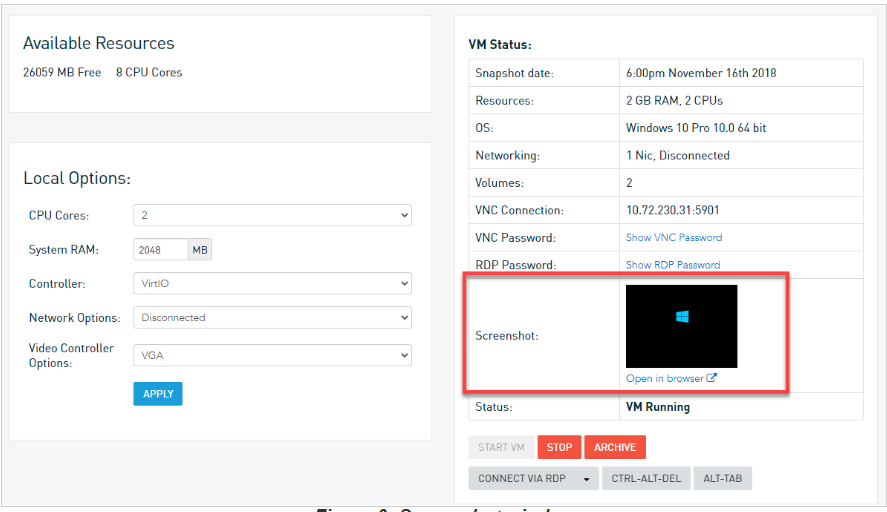 Available Resources
26059 MB Free 8 CPU Cores
Local Options:
CPU Cores: 2
System RAM: 2048 MB
Controller: VirtIO
Network Options: Disconnected
Video Controller
Options:
VGA
APPLY
VM Status:
Snapshot date: 6:00pm November 16th 2018
Resources: 2 GB RAM, 2 CPUs
OS: Windows 10 Pro 10.0 64 bit
Networking: 1 Nic, Disconnected
Volumes: 2
VNC Connection: 10.72.230.31:5901
VNC Password: Show VNC Password
RDP Password: Show RDP Password
Screenshot:
Open in browser
Status: VM Running
START VM STOP ARCHIVE
CONNECT VIA RDP CTRL-ALT-DEL ALT-TAB